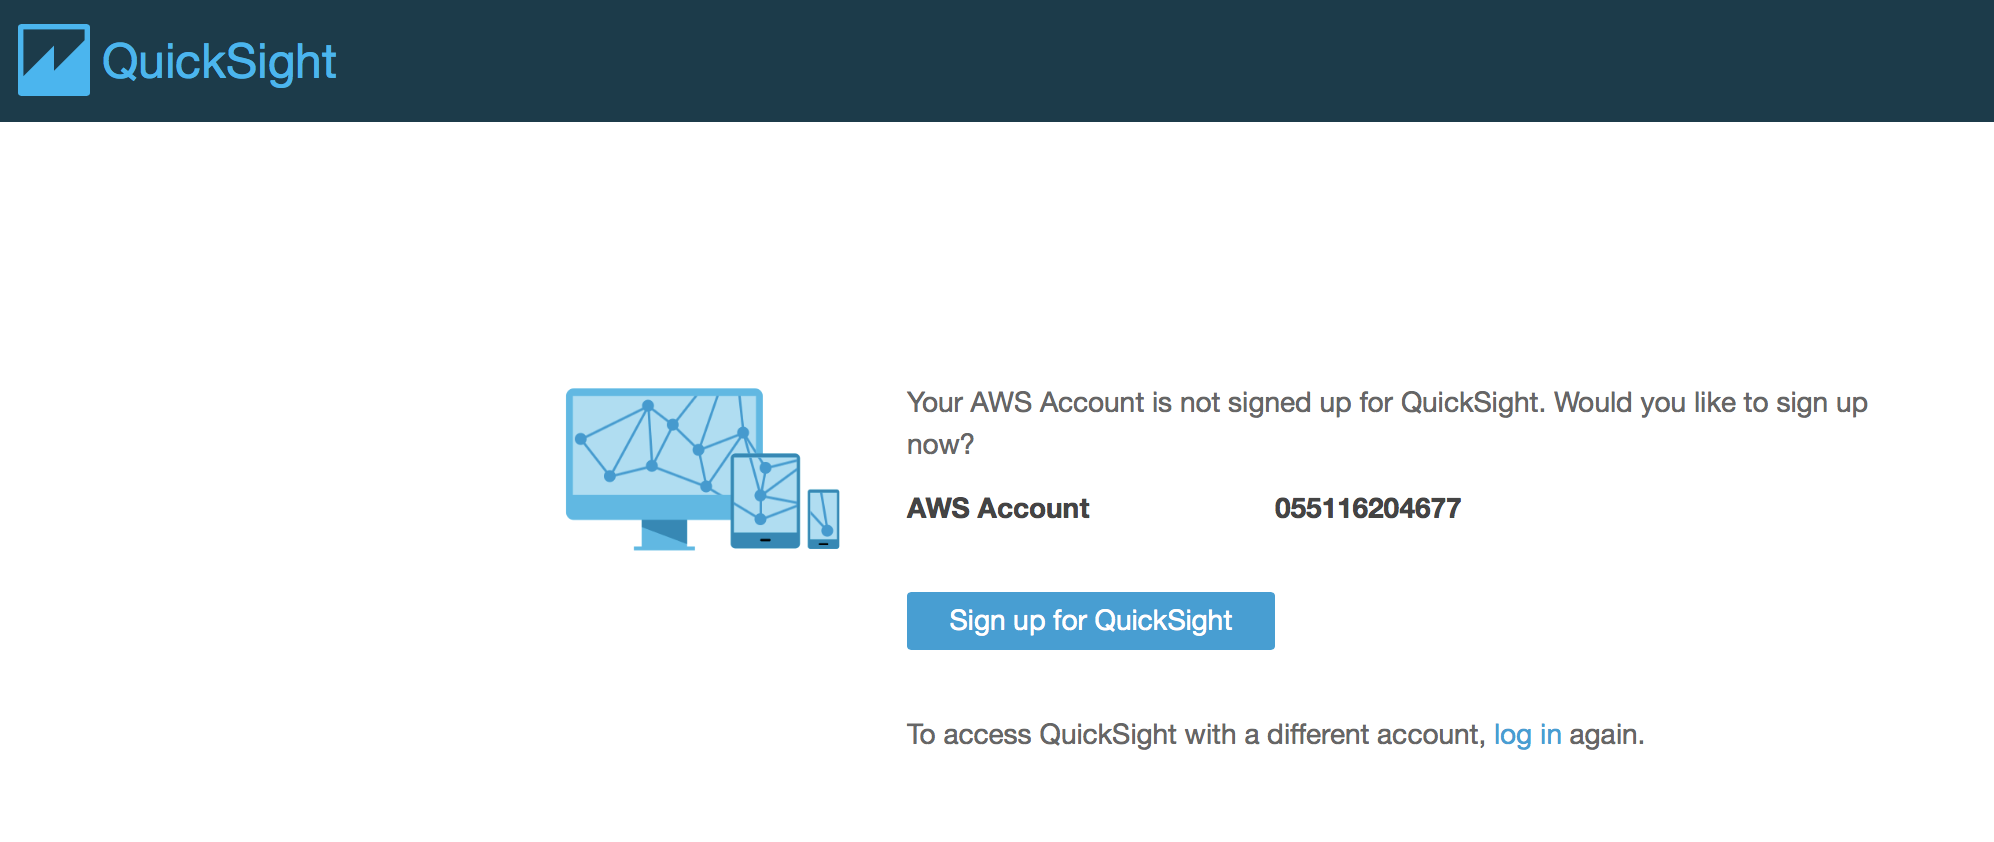 QuickSight
Your AWS Account is not signed up for QuickSight. Would you like to sign up
now?
AWS Account 055116204677
Sign up for QuickSight
To access QuickSight with a different account, log in again.